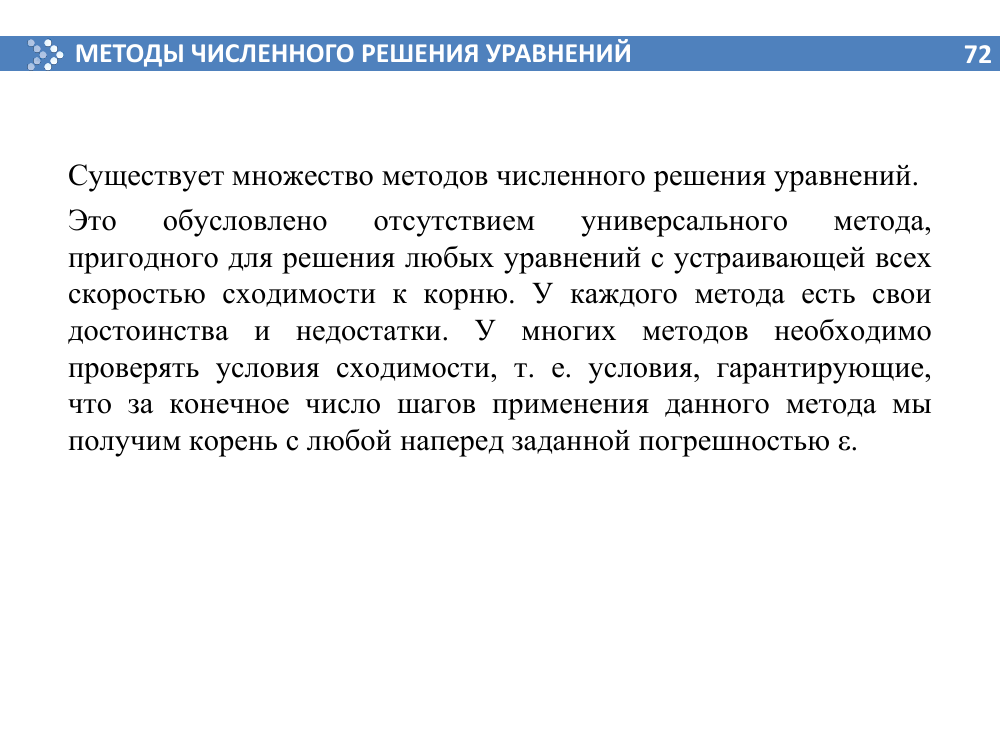 МЕТОДЫ ЧИСЛЕННОГО РЕШЕНИЯ УРАВНЕНИЙ 72
Существует множество методов численного решения уравнений.
Это обусловлено отсутствием универсального метода,
пригодного для решения любых уравнений с устраивающей всех
скоростью сходимости к корню. У каждого метода есть свои
достоинства и недостатки. У многих методов необходимо
проверять условия сходимости, т. е. условия, гарантирующие,
что за конечное число шагов применения данного метода мы
получим корень с любой наперед заданной погрешностью ε.